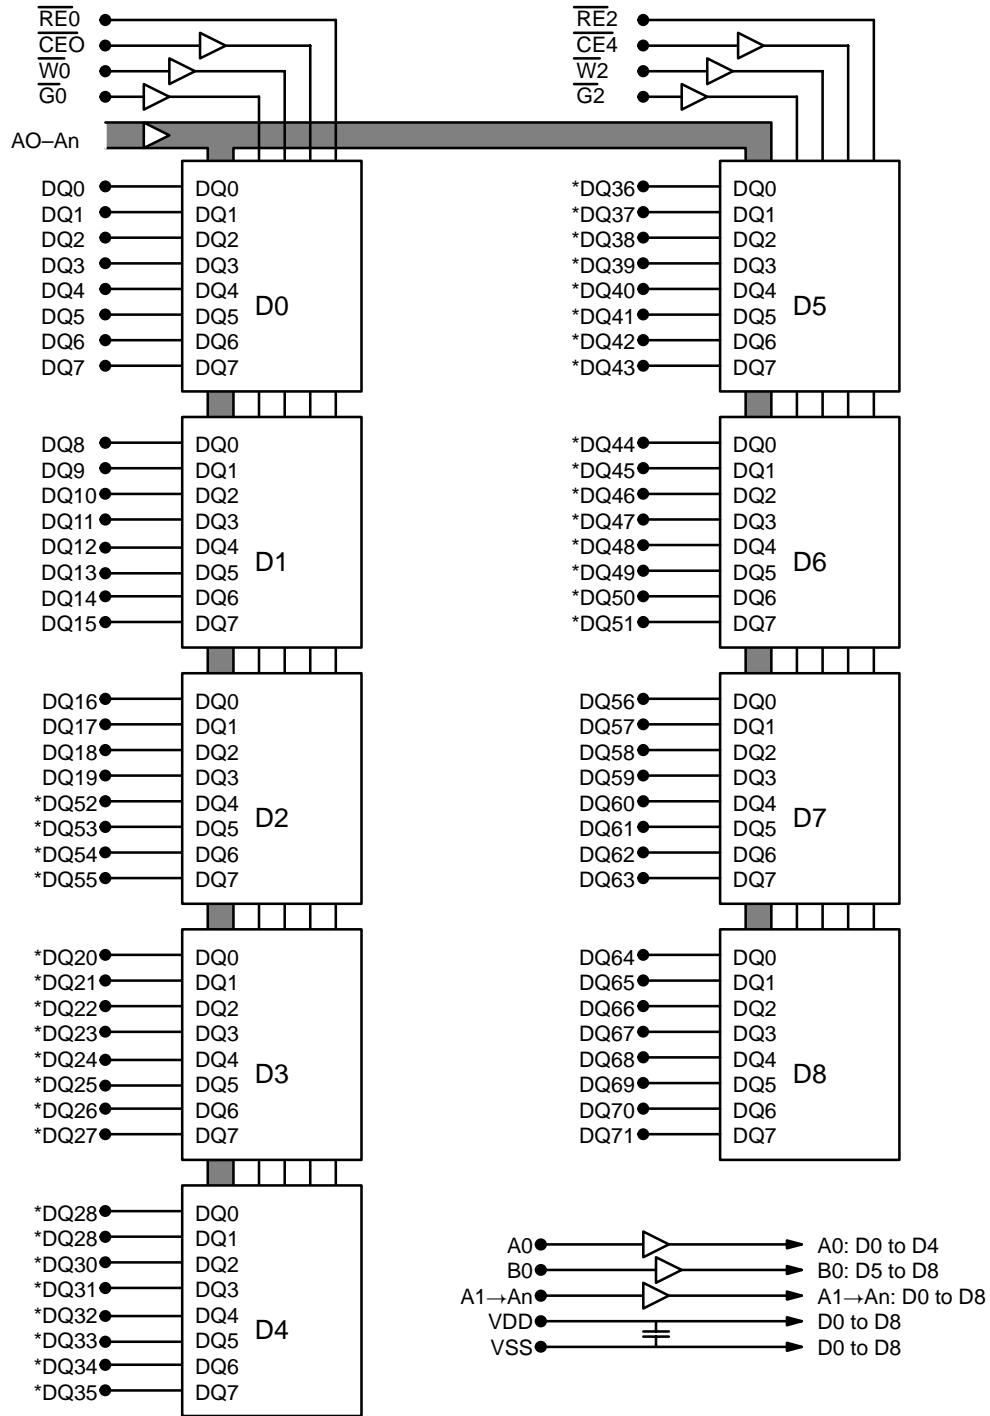 RE0
CEO
W0
G0
AO–An
DQ0 DQ0
DQ1 DQ1
DQ2 DQ2
DQ3 DQ3
DQ4 DQ4
DQ5 DQ5
DQ6 DQ6
DQ7 DQ7
D0
DQ8 DQ0
DQ9 DQ1
DQ10 DQ2
DQ11 DQ3
DQ12 DQ4
DQ13 DQ5
DQ14 DQ6
DQ15 DQ7
D1
DQ16 DQ0
DQ17 DQ1
DQ18 DQ2
DQ19 DQ3
*DQ52 DQ4
*DQ53 DQ5
*DQ54 DQ6
*DQ55 DQ7
D2
*DQ20 DQ0
*DQ21 DQ1
*DQ22 DQ2
*DQ23 DQ3
*DQ24 DQ4
*DQ25 DQ5
*DQ26 DQ6
*DQ27 DQ7
D3
*DQ28 DQ0
*DQ28 DQ1
*DQ30 DQ2
*DQ31 DQ3
*DQ32 DQ4
*DQ33 DQ5
*DQ34 DQ6
*DQ35 DQ7
D4
RE2
CE4
W2
G2
*DQ36 DQ0
*DQ37 DQ1
*DQ38 DQ2
*DQ39 DQ3
*DQ40 DQ4
*DQ41 DQ5
*DQ42 DQ6
*DQ43 DQ7
D5
*DQ44 DQ0
*DQ45 DQ1
*DQ46 DQ2
*DQ47 DQ3
*DQ48 DQ4
*DQ49 DQ5
*DQ50 DQ6
*DQ51 DQ7
D6
DQ56 DQ0
DQ57 DQ1
DQ58 DQ2
DQ59 DQ3
DQ60 DQ4
DQ61 DQ5
DQ62 DQ6
DQ63 DQ7
D7
DQ64 DQ0
DQ65 DQ1
DQ66 DQ2
DQ67 DQ3
DQ68 DQ4
DQ69 DQ5
DQ70 DQ6
DQ71 DQ7
D8
A0 A0: D0 to D4
B0 B0: D5 to D8
A1→An A1→An: D0 to D8
VDD D0 to D8
VSS D0 to D8